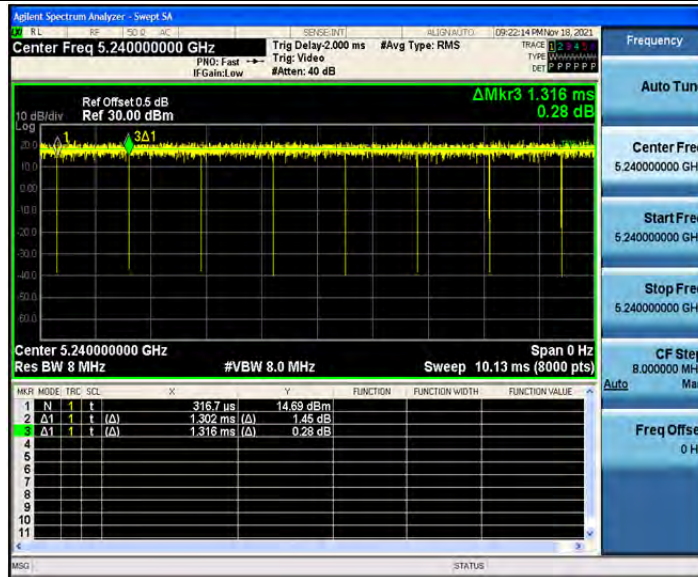 Agilent Spectrum Analyzer - Swept SA
RL RF 50 Ω AC SENSE:INT ALIGNAUTO 09:22:14 PM Nov 18, 2021
Center Freq 5.240000000 GHz
PNO: Fast
IFGain:Low
Trig Delay-2.000 ms
Trig: Video
#Atten: 40 dB
#Avg Type: RMS
TRACE 1 2 3 4 5 6
TYPE
DET P P P P P P
Frequency
Auto Tun
ΔMkr3 1.316 ms
0.28 dB
Ref Offset 0.5 dB
Ref 30.00 dBm
10 dB/div
Log
20.0
10.0
0.00
-10.0
-20.0
-30.0
-40.0
-50.0
-60.0
1
3Δ1
Center Fre
5.240000000 GH
Start Fre
5.240000000 GH
Stop Fre
5.240000000 GH
Center 5.240000000 GHz
Span 0 Hz
Res BW 8 MHz
#VBW 8.0 MHz
Sweep 10.13 ms (8000 pts)
CF Step
8.000000 MH
Auto Ma
Freq Offse
0 H
MKR MODE TRC SCL X Y FUNCTION FUNCTION WIDTH FUNCTION VALUE
1 N 1 t 316.7 µs 14.69 dBm
2 Δ1 1 t (Δ) 1.302 ms (Δ) 1.45 dB
3 Δ1 1 t (Δ) 1.316 ms (Δ) 0.28 dB
4
5
6
7
8
9
10
11
MSG STATUS